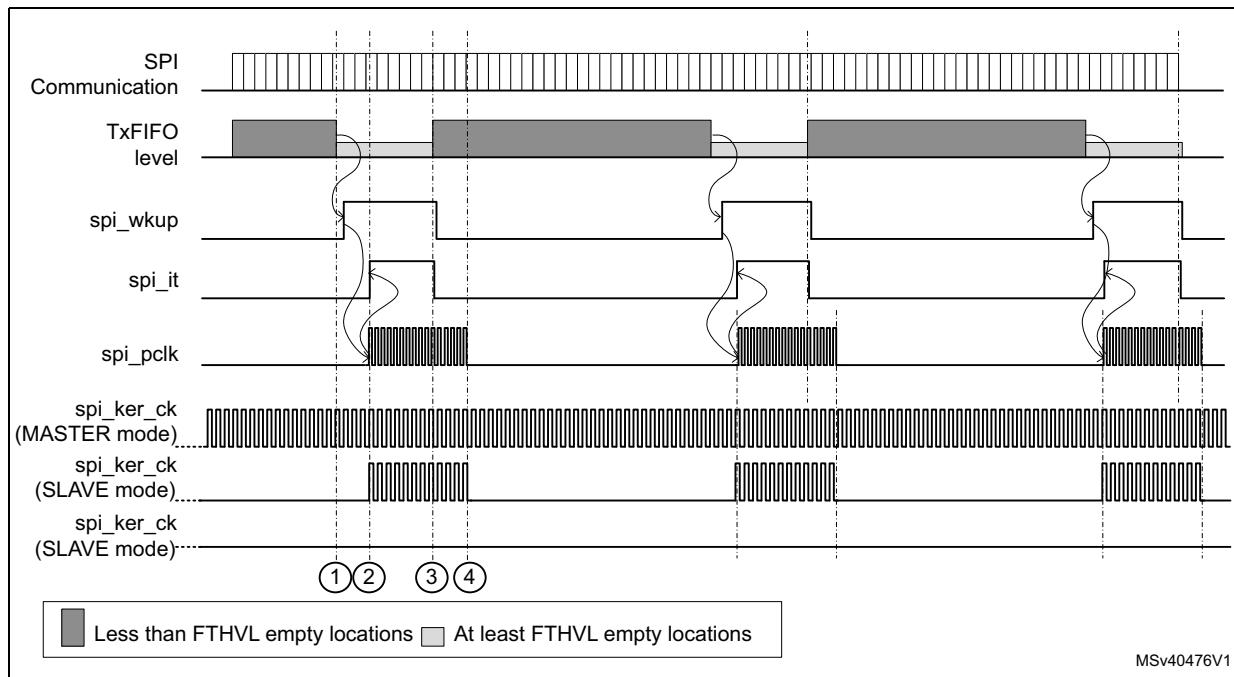 SPI
Communication
TxFIFO
level
spi_wkup
spi_it
spi_pclk
spi_ker_ck
(MASTER mode)
spi_ker_ck
(SLAVE mode)
spi_ker_ck
(SLAVE mode)
1 2 3 4
Less than FTHVL empty locations At least FTHVL empty locations
MSv40476V1